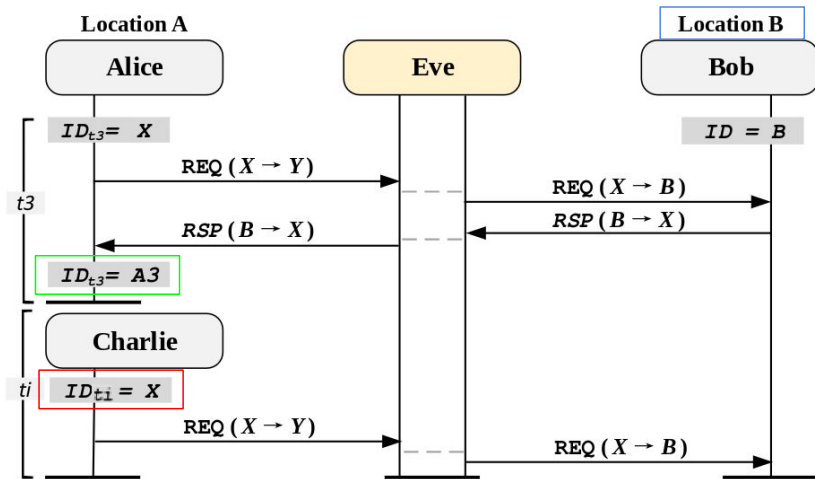 Location A
Location B
Alice
Eve
Bob
ID_t3 = X
ID = B
REQ (X → Y)
REQ (X → B)
t3
RSP (B → X)
RSP (B → X)
ID_t3 = A3
Charlie
ti
ID_ti = X
REQ (X → Y)
REQ (X → B)